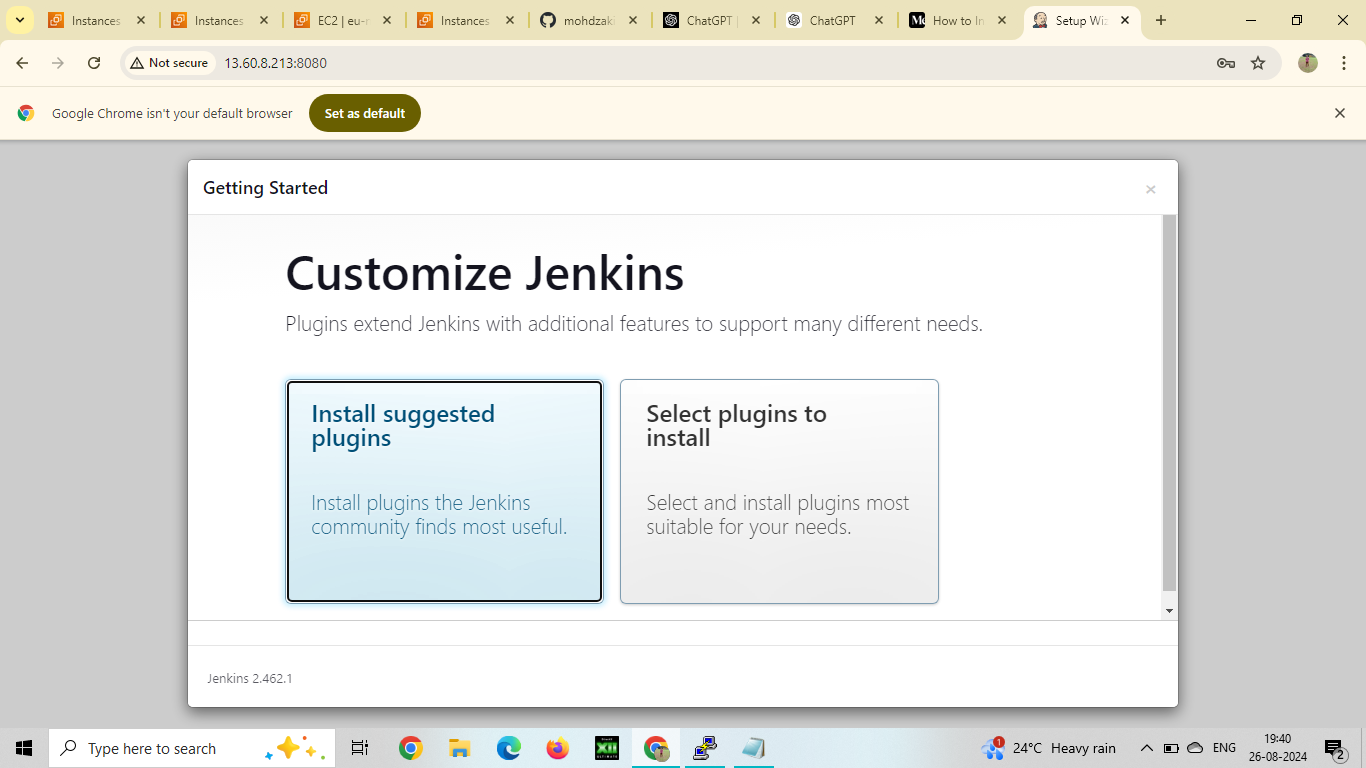 Instances
Instances
EC2 | eu-n
Instances
mohdzaki
ChatGPT |
ChatGPT
How to In
Setup Wiz
Not secure
13.60.8.213:8080
Google Chrome isn't your default browser
Set as default
Getting Started
×
Customize Jenkins
Plugins extend Jenkins with additional features to support many different needs.
Install suggested
plugins
Install plugins the Jenkins
community finds most useful.
Select plugins to
install
Select and install plugins most
suitable for your needs.
Jenkins 2.462.1
Type here to search
XII
1
24°C Heavy rain
ENG
19:40
26-08-2024
2